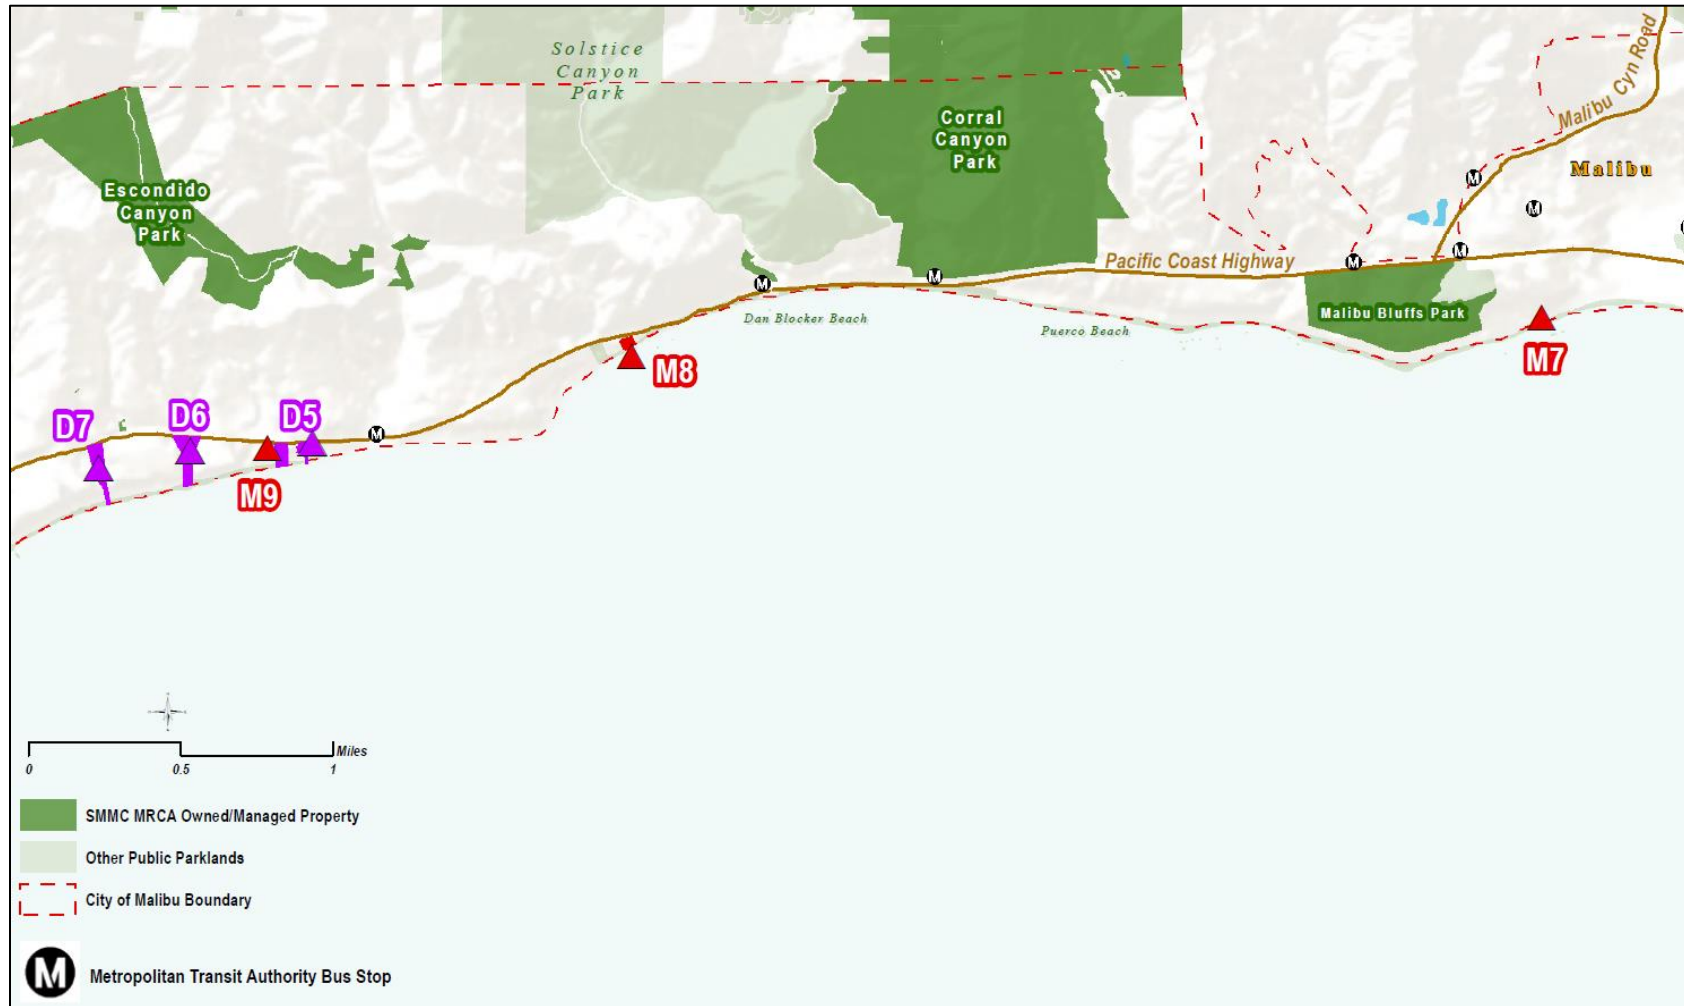 Solstice
Canyon
Park
Malibu Cyn Road
Corral
Canyon
Park
Malibu
Escondido
Canyon
Park
M
M
M
M
M
M
M
Pacific Coast Highway
Malibu Bluffs Park
Dan Blocker Beach
Puerco Beach
M8
M7
D7
D6
D5
M
M9
Miles
0
0.5
1
SMMC MRCA Owned/Managed Property
Other Public Parklands
City of Malibu Boundary
M
Metropolitan Transit Authority Bus Stop